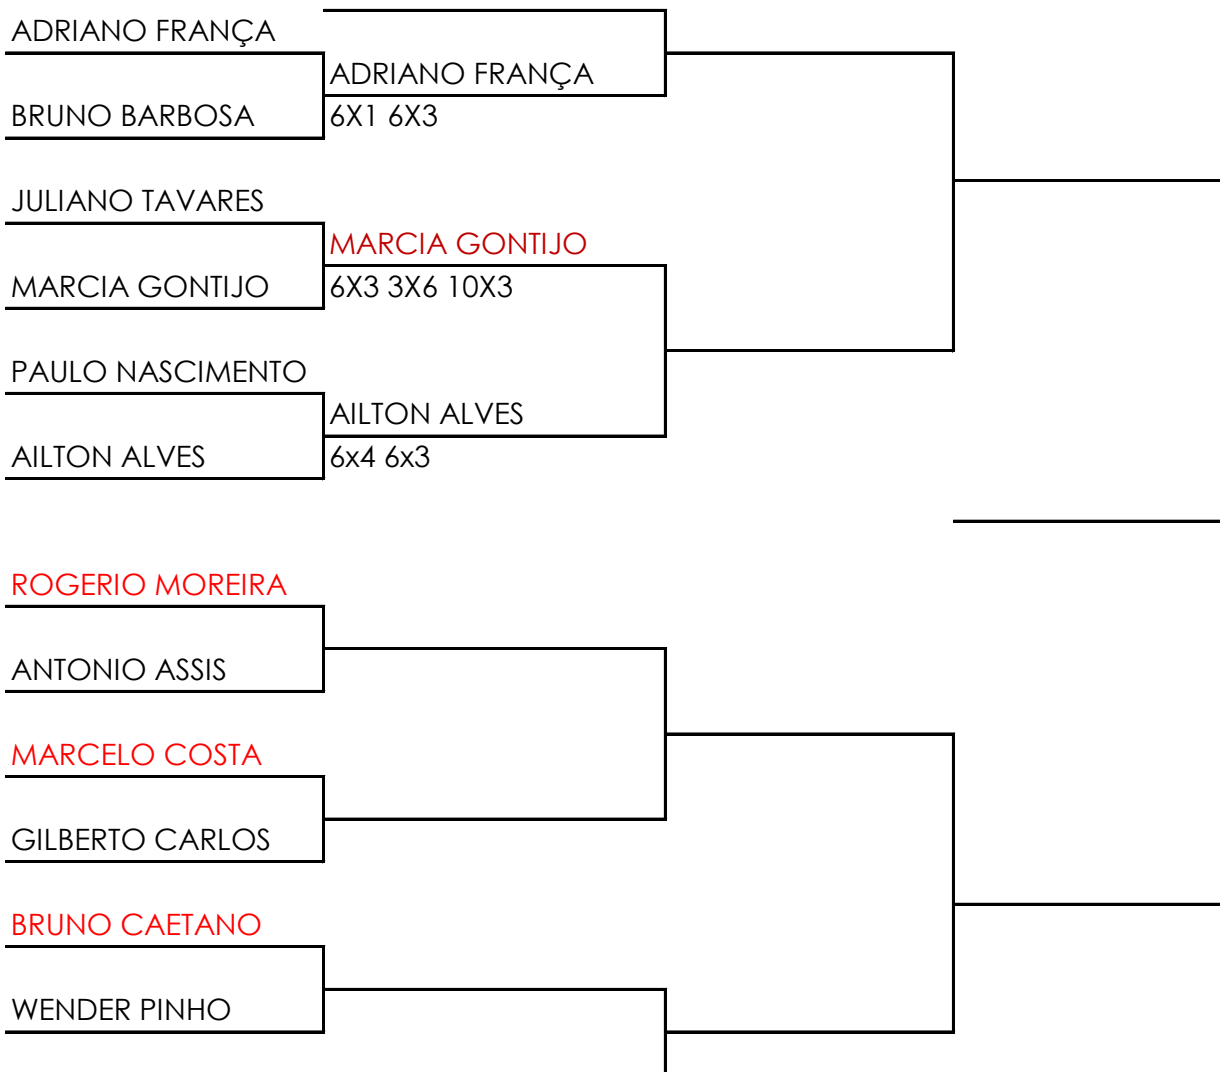 ADRIANO FRANÇA
ADRIANO FRANÇA
BRUNO BARBOSA
6X1 6X3
JULIANO TAVARES
MARCIA GONTIJO
MARCIA GONTIJO
6X3 3X6 10X3
PAULO NASCIMENTO
AILTON ALVES
AILTON ALVES
6x4 6x3
ROGERIO MOREIRA
ANTONIO ASSIS
MARCELO COSTA
GILBERTO CARLOS
BRUNO CAETANO
WENDER PINHO